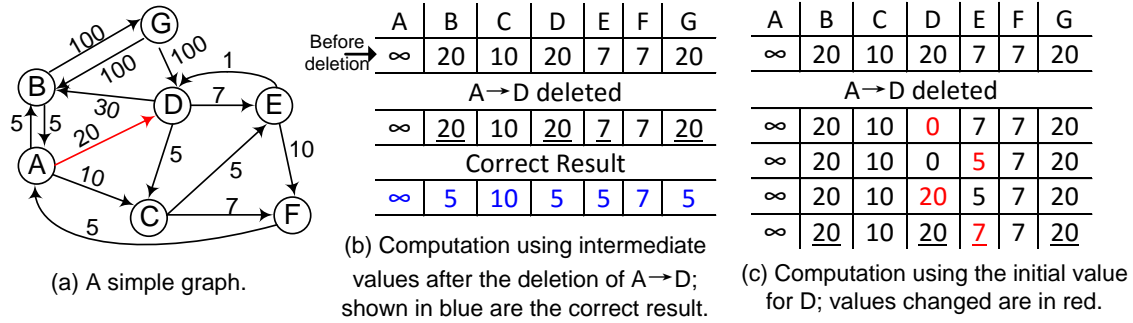 G
100
100
100
1
B
D
7
E
30
5
5
20
A
5
10
10
5
C
7
F
5
(a) A simple graph.
Before deletion
A B C D E F G
∞ 20 10 20 7 7 20
A→D deleted
∞ 20 10 20 7 7 20
Correct Result
∞ 5 10 5 5 7 5
(b) Computation using intermediate
values after the deletion of A→D;
shown in blue are the correct result.
A B C D E F G
∞ 20 10 20 7 7 20
A→D deleted
∞ 20 10 0 7 7 20
∞ 20 10 0 5 7 20
∞ 20 10 20 5 7 20
∞ 20 10 20 7 7 20
(c) Computation using the initial value
for D; values changed are in red.